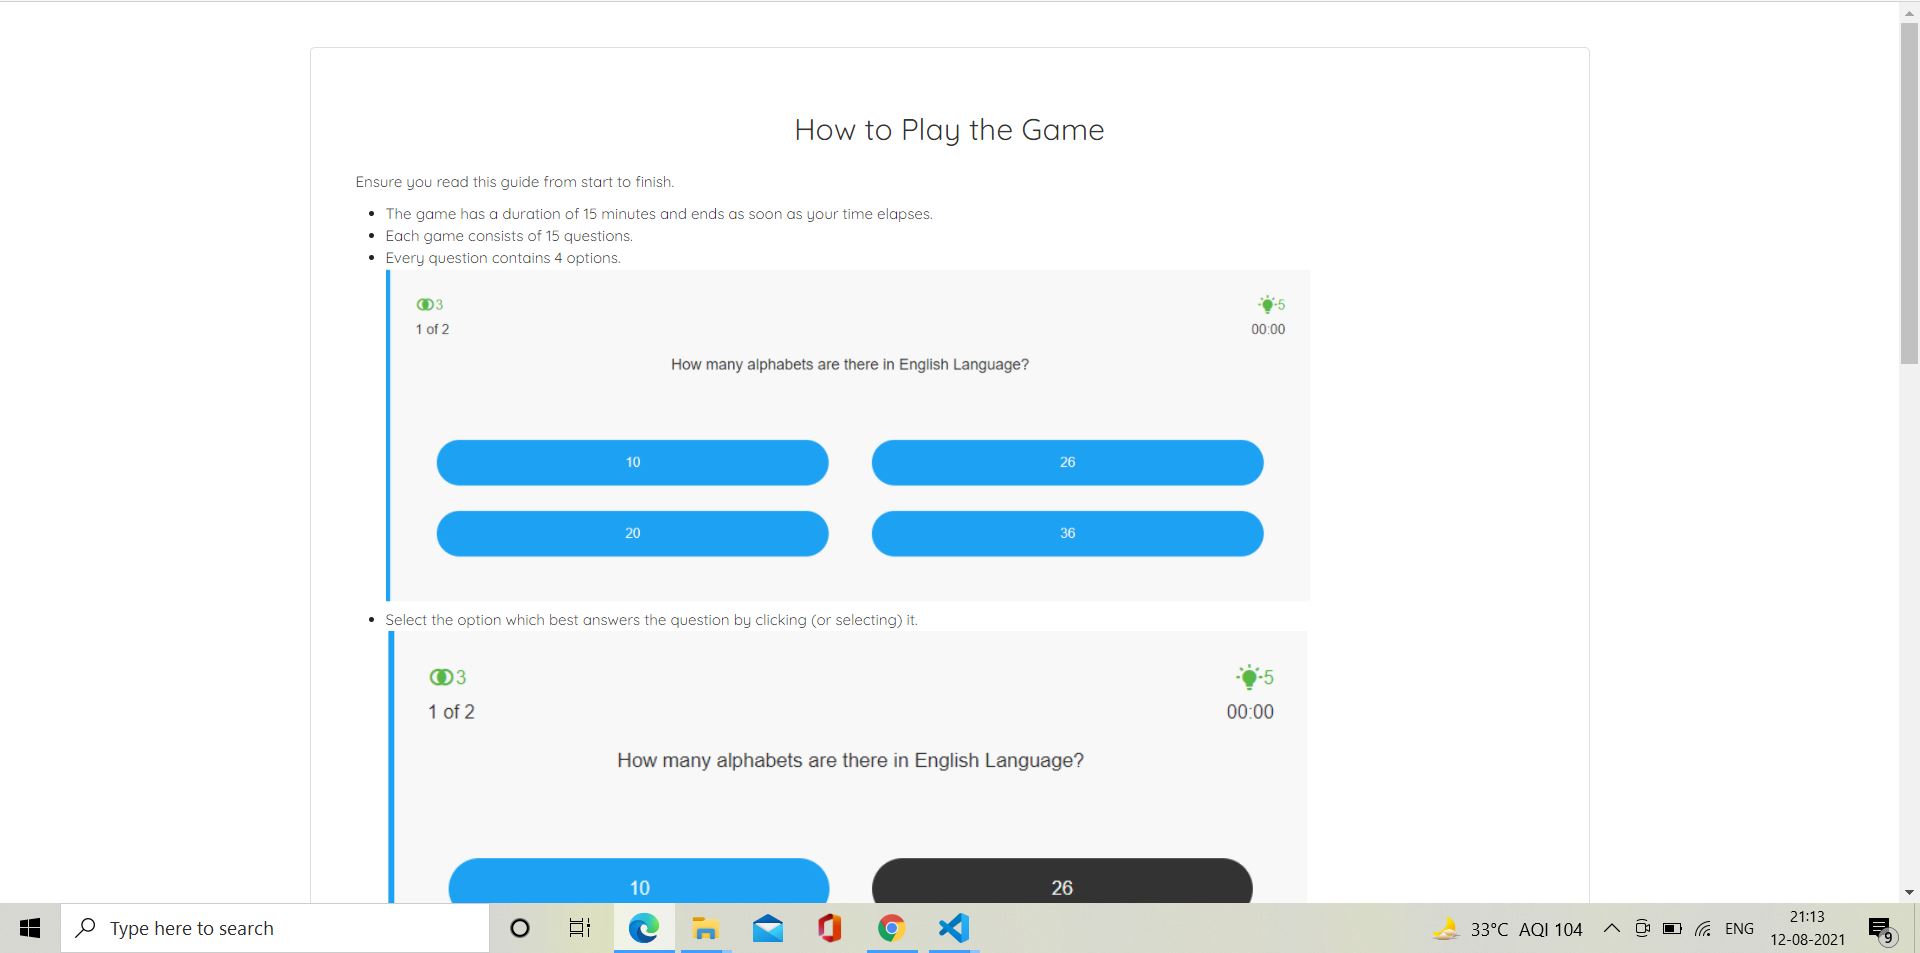 How to Play the Game
Ensure you read this guide from start to finish.
The game has a duration of 15 minutes and ends as soon as your time elapses.
Each game consists of 15 questions.
Every question contains 4 options.
3
5
1 of 2
00:00
How many alphabets are there in English Language?
10
26
20
36
Select the option which best answers the question by clicking (or selecting) it.
3
5
1 of 2
00:00
How many alphabets are there in English Language?
10
26
Type here to search
33°C AQI 104
ENG
21:13
12-08-2021
9